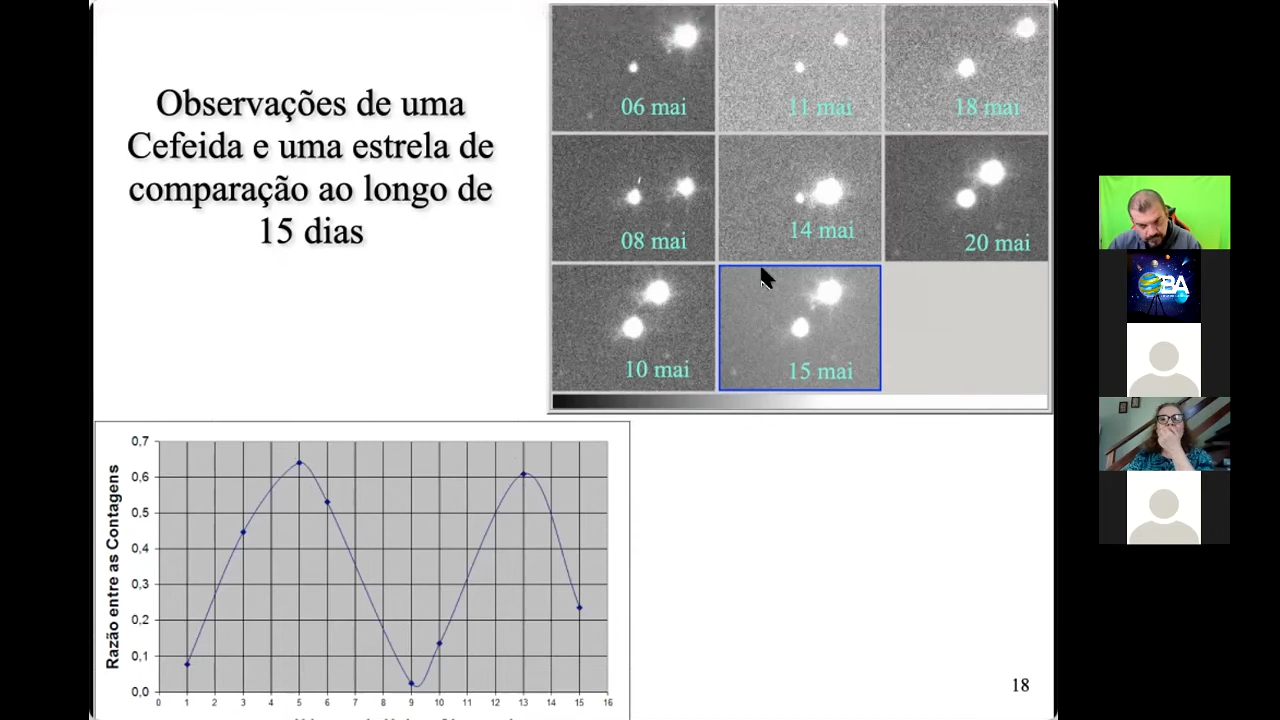 Observações de uma
Cefeida e uma estrela de
comparação ao longo de
15 dias
06 mai
11 mai
18 mai
08 mai
14 mai
20 mai
10 mai
15 mai
Razão entre as Contagens
0,7
0,6
0,5
0,4
0,3
0,2
0,1
0,0
0 1 2 3 4 5 6 7 8 9 10 11 12 13 14 15 16
18
OBA